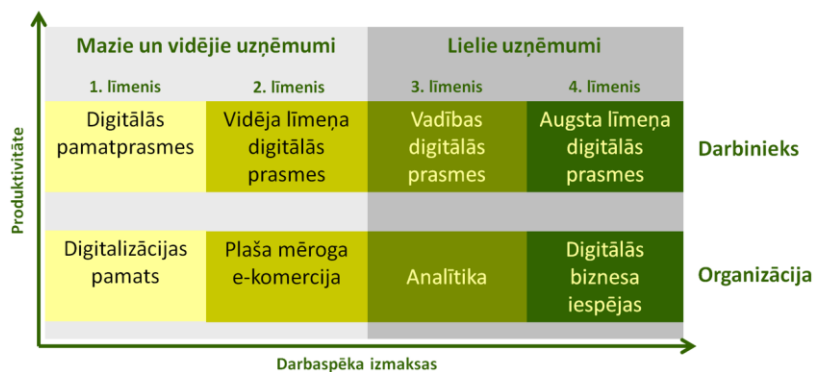 Mazie un vidējie uzņēmumi
Lielie uzņēmumi
1. līmenis
2. līmenis
3. līmenis
4. līmenis
Produktivitāte
Digitālās
pamatprasmes
Vidēja līmeņa
digitālās
prasmes
Vadības
digitālās
prasmes
Augsta līmeņa
digitālās
prasmes
Darbinieks
Digitalizācijas
pamats
Plaša mēroga
e-komercija
Analītika
Digitālās
biznesa
iespējas
Organizācija
Darbaspēka izmaksas